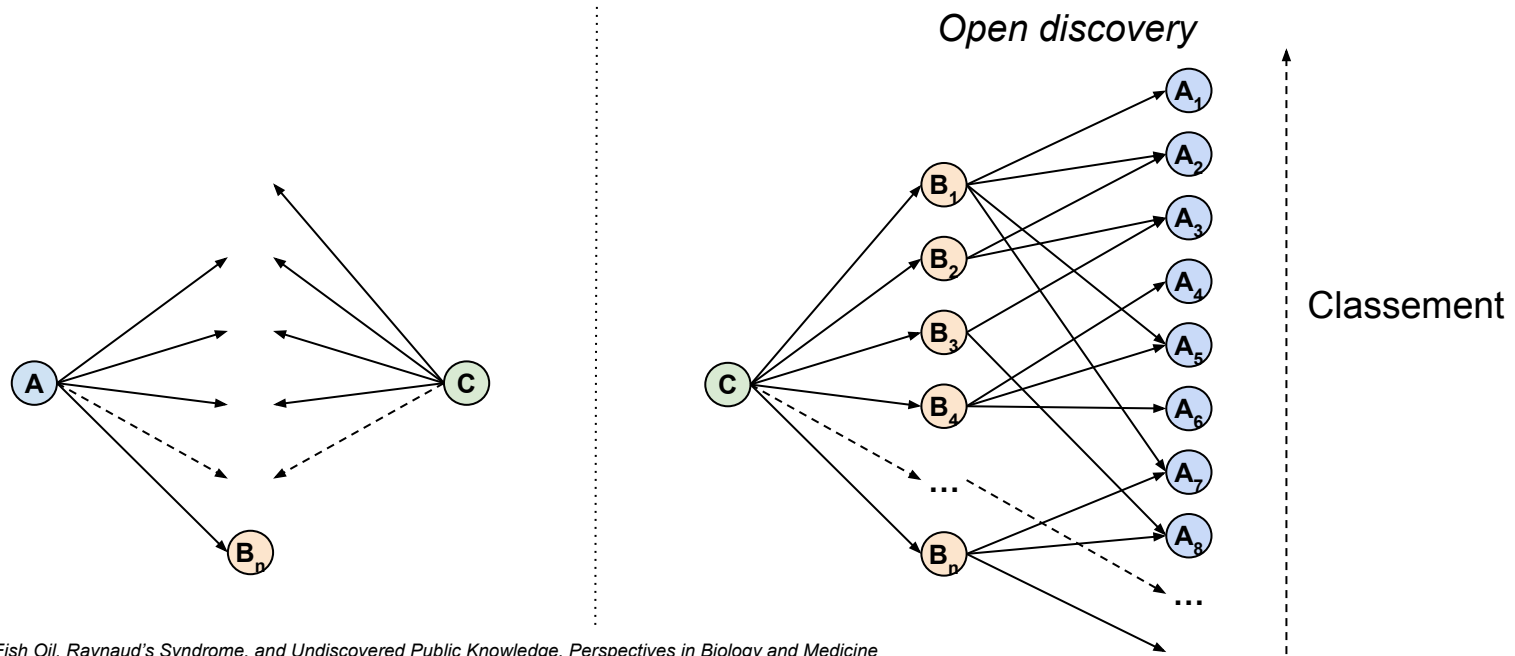 Open discovery
A
B
n
C
C
B
1
B
2
B
3
B
4
...
B
n
A
1
A
2
A
3
A
4
A
5
A
6
A
7
A
8
...
Classement
Fish Oil, Raynaud's Syndrome, and Undiscovered Public Knowledge. Perspectives in Biology and Medicine